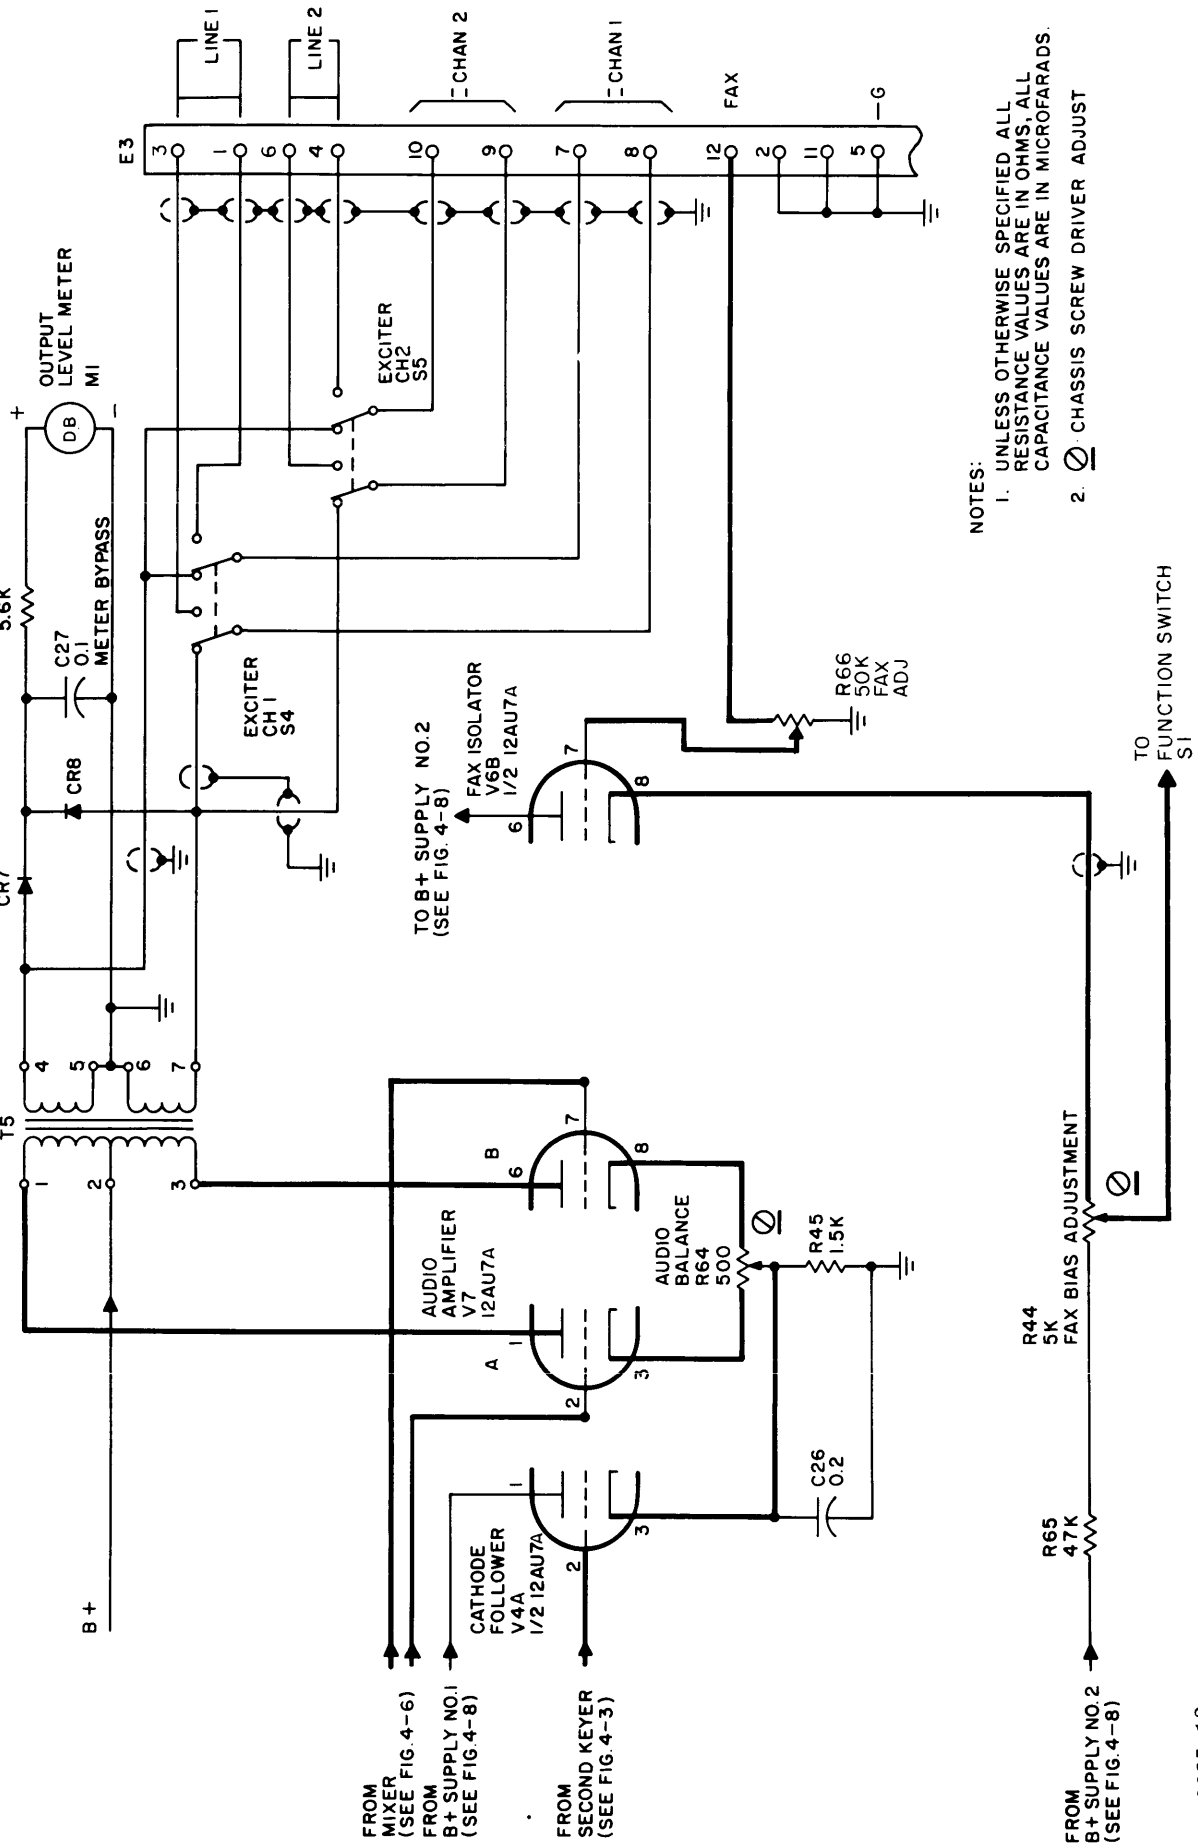 5.6K
C27
0.1
METER BYPASS
+
D.B
-
OUTPUT
LEVEL METER
M1
CR7
CR8
T5
1
2
3
4
5
6
7
B+
E3
3
1
6
4
10
9
7
8
12
2
11
5
LINE 1
LINE 2
CHAN 2
CHAN 1
FAX
G
EXCITER
CH 1
S4
EXCITER
CH2
S5
FROM
MIXER
(SEE FIG.4-6)
FROM
B+ SUPPLY NO.1
(SEE FIG.4-8)
FROM
SECOND KEYER
(SEE FIG.4-3)
CATHODE
FOLLOWER
V4A
1/2 12AU7A
1
2
3
AUDIO
AMPLIFIER
V7
12AU7A
A
1
2
3
B
6
7
8
AUDIO
BALANCE
R64
500
R45
1.5K
C26
0.2
TO B+ SUPPLY NO.2
(SEE FIG. 4-8)
FAX ISOLATOR
V6B
1/2 12AU7A
6
7
8
R66
50K
FAX
ADJ
FROM
B+ SUPPLY NO.2
(SEE FIG.4-8)
R65
47K
R44
5K
FAX BIAS ADJUSTMENT
TO
FUNCTION SWITCH
S1
NOTES:
1. UNLESS OTHERWISE SPECIFIED ALL
RESISTANCE VALUES ARE IN OHMS, ALL
CAPACITANCE VALUES ARE IN MICROFARADS.
2. CHASSIS SCREW DRIVER ADJUST